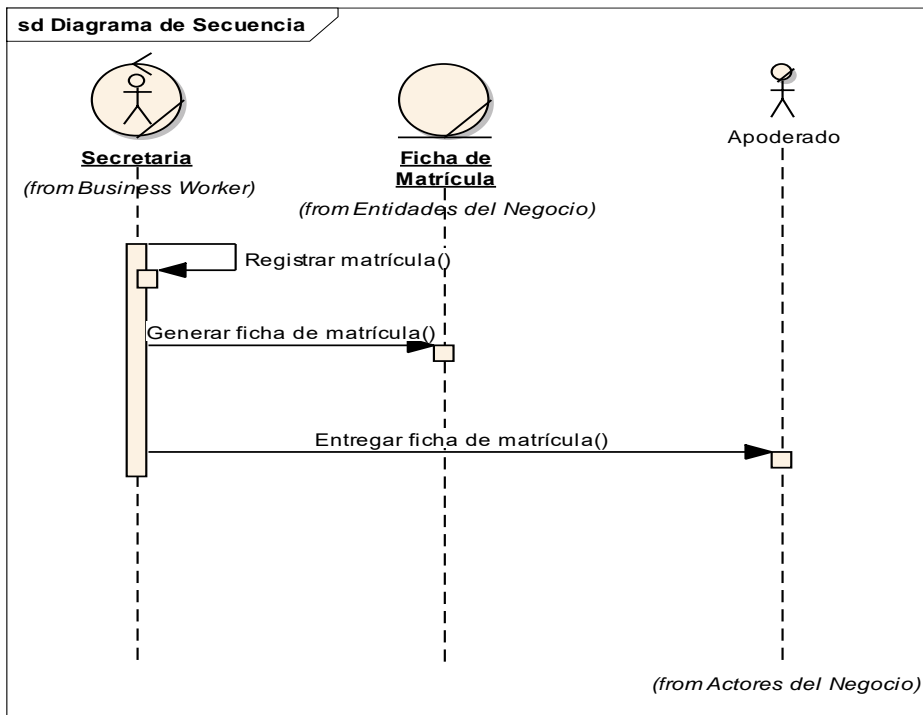 sd Diagrama de Secuencia
Secretaria
(from Business Worker)
Ficha de
Matrícula
(from Entidades del Negocio)
Apoderado
Registrar matrícula()
Generar ficha de matrícula()
Entregar ficha de matrícula()
(from Actores del Negocio)